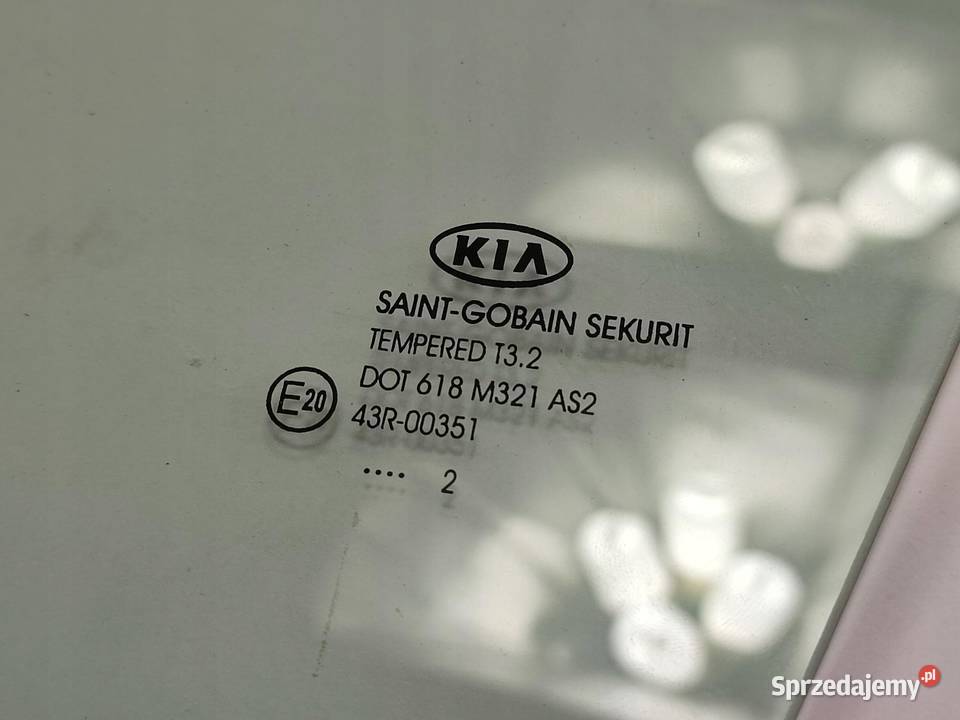 KIA
SAINT-GOBAIN SEKURIT
TEMPERED T3.2
DOT 618 M321 AS2
E20
43R-00351
.... 2
Sprzedajemy.pl